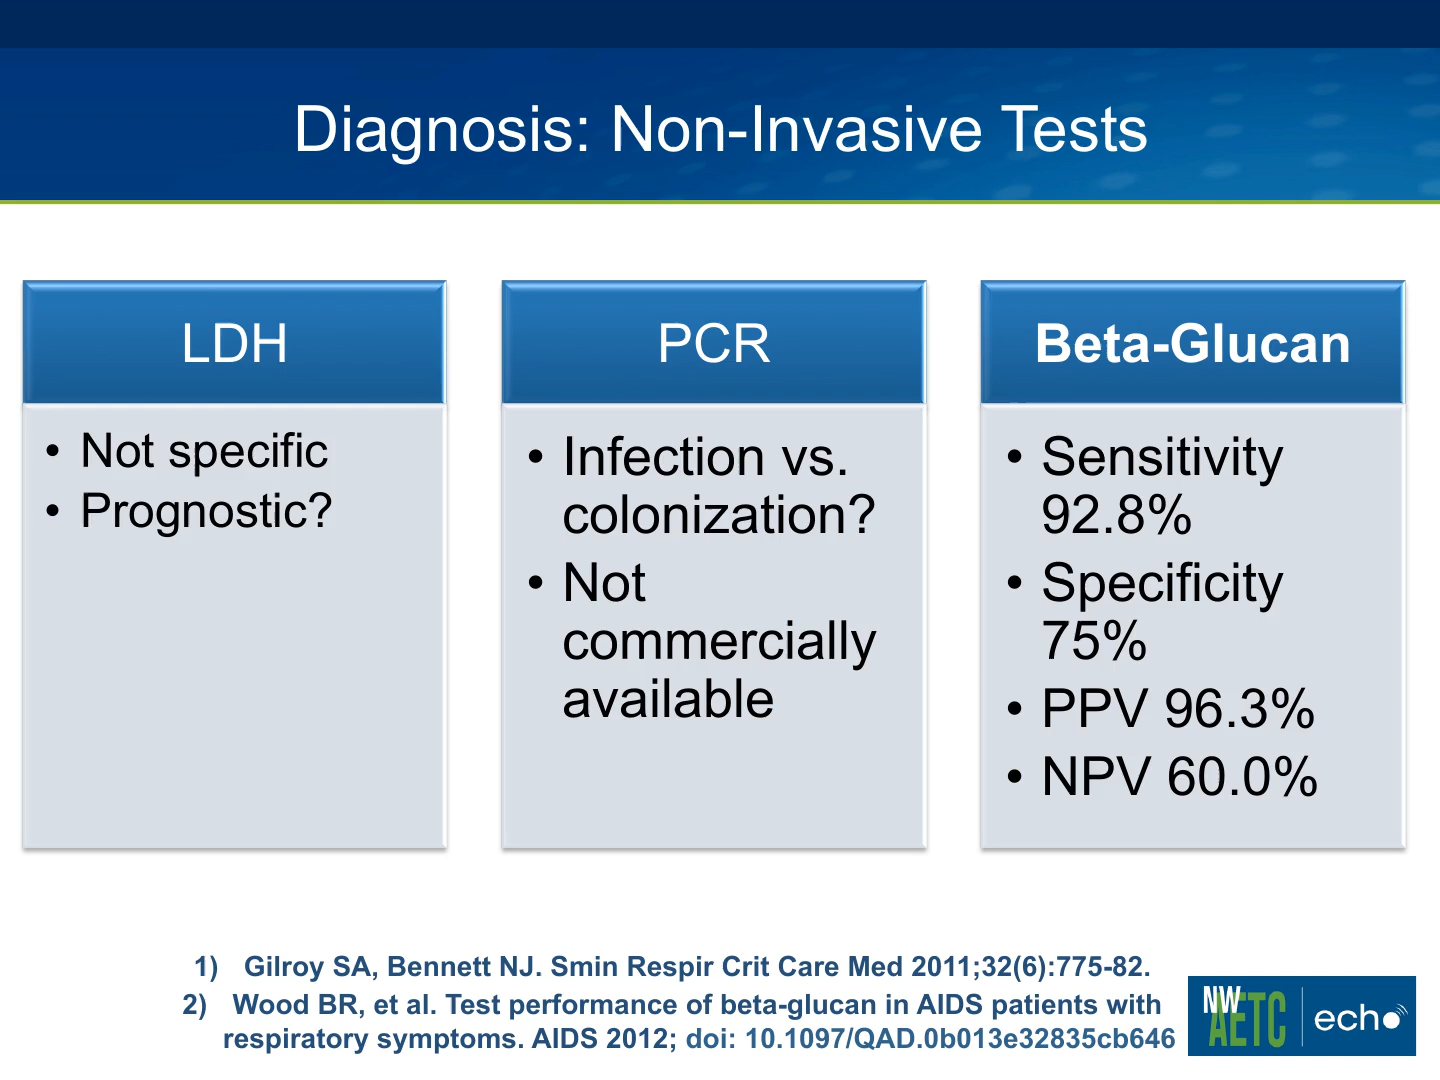 Diagnosis: Non-Invasive Tests
LDH
• Not specific
• Prognostic?
PCR
• Infection vs.
colonization?
• Not
commercially
available
Beta-Glucan
• Sensitivity
92.8%
• Specificity
75%
• PPV 96.3%
• NPV 60.0%
1) Gilroy SA, Bennett NJ. Smin Respir Crit Care Med 2011;32(6):775-82.
2) Wood BR, et al. Test performance of beta-glucan in AIDS patients with
respiratory symptoms. AIDS 2012; doi: 10.1097/QAD.0b013e32835cb646
NW
AETC
echo